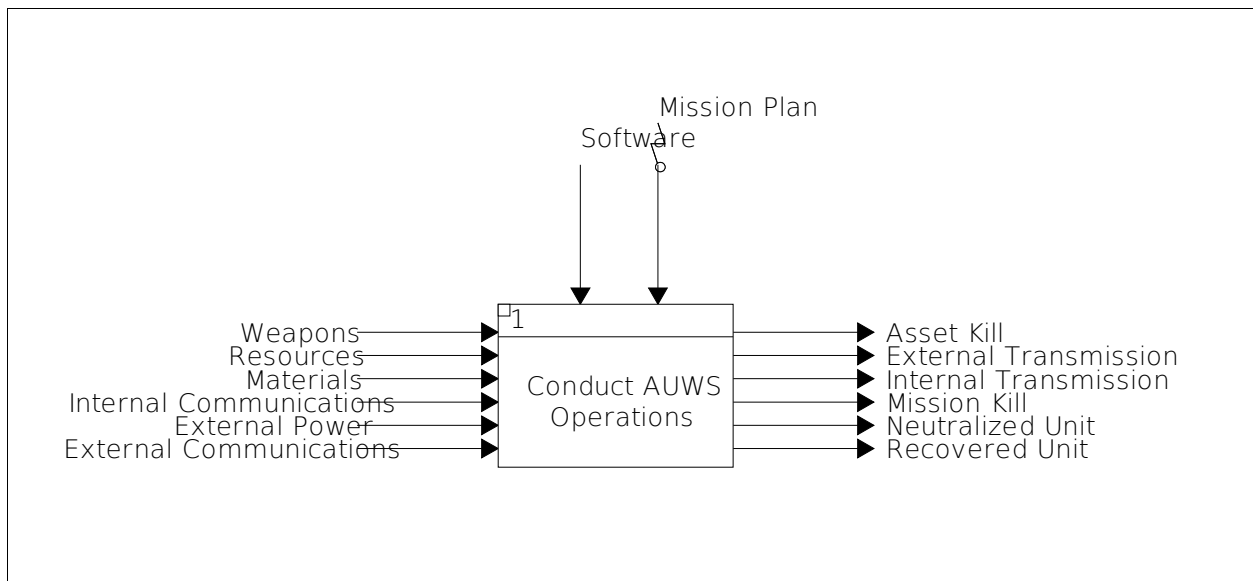 Mission Plan
Software
1
Weapons
Resources
Materials
Internal Communications
External Power
External Communications
Conduct AUWS
Operations
Asset Kill
External Transmission
Internal Transmission
Mission Kill
Neutralized Unit
Recovered Unit